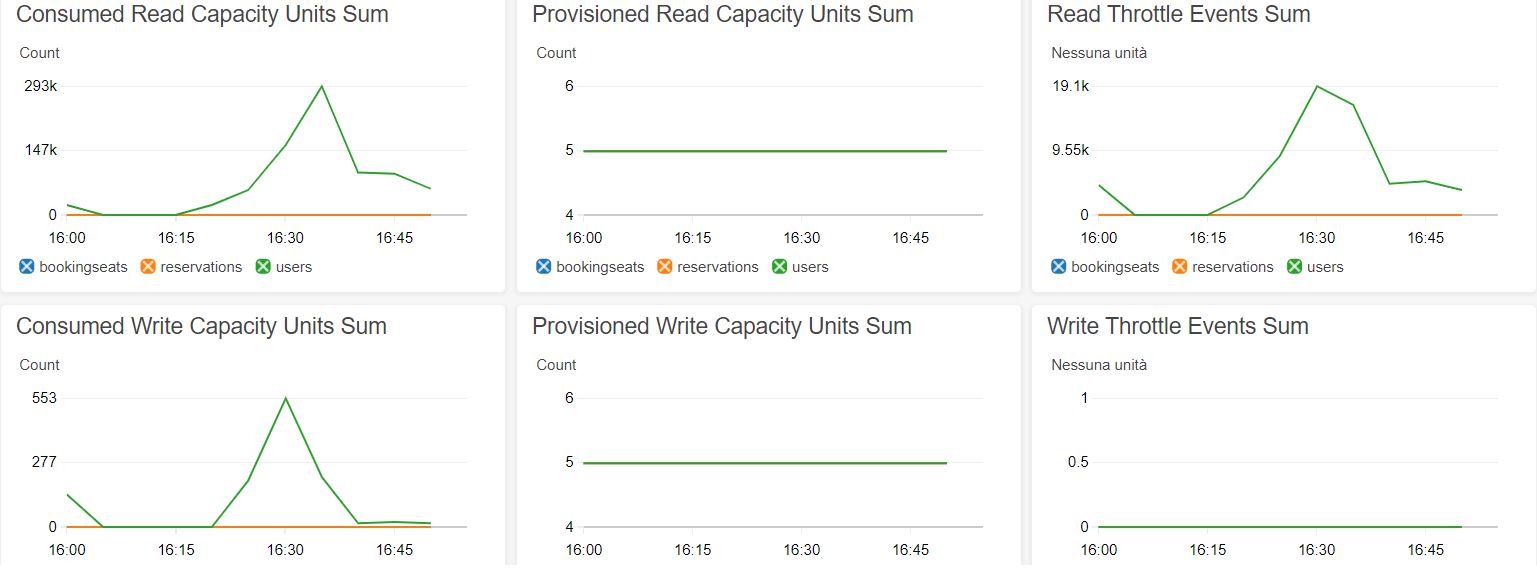 Consumed Read Capacity Units Sum
Count
293k
147k
0
16:00 16:15 16:30 16:45
bookingseats reservations users
Provisioned Read Capacity Units Sum
Count
6
5
4
16:00 16:15 16:30 16:45
bookingseats reservations users
Read Throttle Events Sum
Nessuna unità
19.1k
9.55k
0
16:00 16:15 16:30 16:45
bookingseats reservations users
Consumed Write Capacity Units Sum
Count
553
277
0
16:00 16:15 16:30 16:45
Provisioned Write Capacity Units Sum
Count
6
5
4
16:00 16:15 16:30 16:45
Write Throttle Events Sum
Nessuna unità
1
0.5
0
16:00 16:15 16:30 16:45